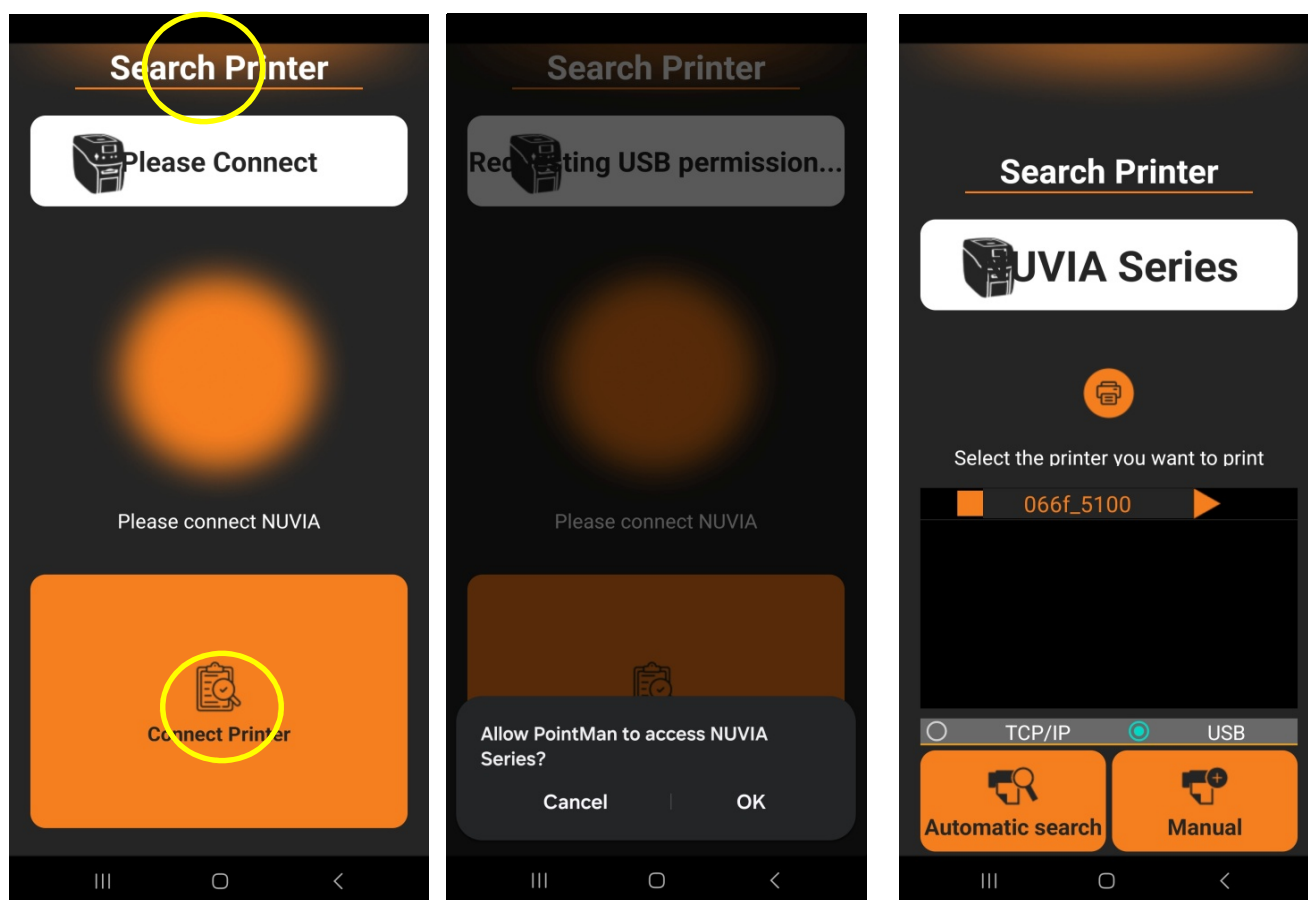 Search Printer
Please Connect
Please connect NUVIA
Connect Printer
Search Printer
ting USB permission...
Please connect NUVIA
Allow PointMan to access NUVIA
Series?
Cancel
OK
Search Printer
UVIA Series
Select the printer you want to print
066f_5100
TCP/IP
USB
Automatic search
Manual